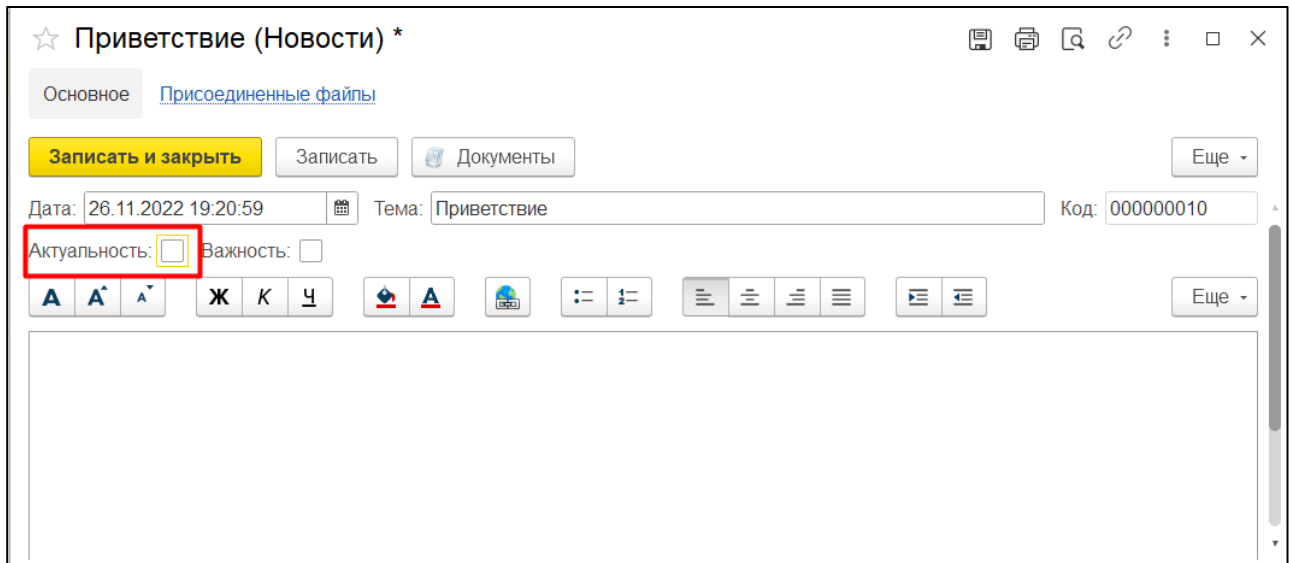 Приветствие (Новости) *
Основное Присоединенные файлы
Записать и закрыть Записать Документы Еще
Дата: 26.11.2022 19:20:59 Тема: Приветствие Код: 000000010
Актуальность: Важность:
А А А Ж К Ч А Еще